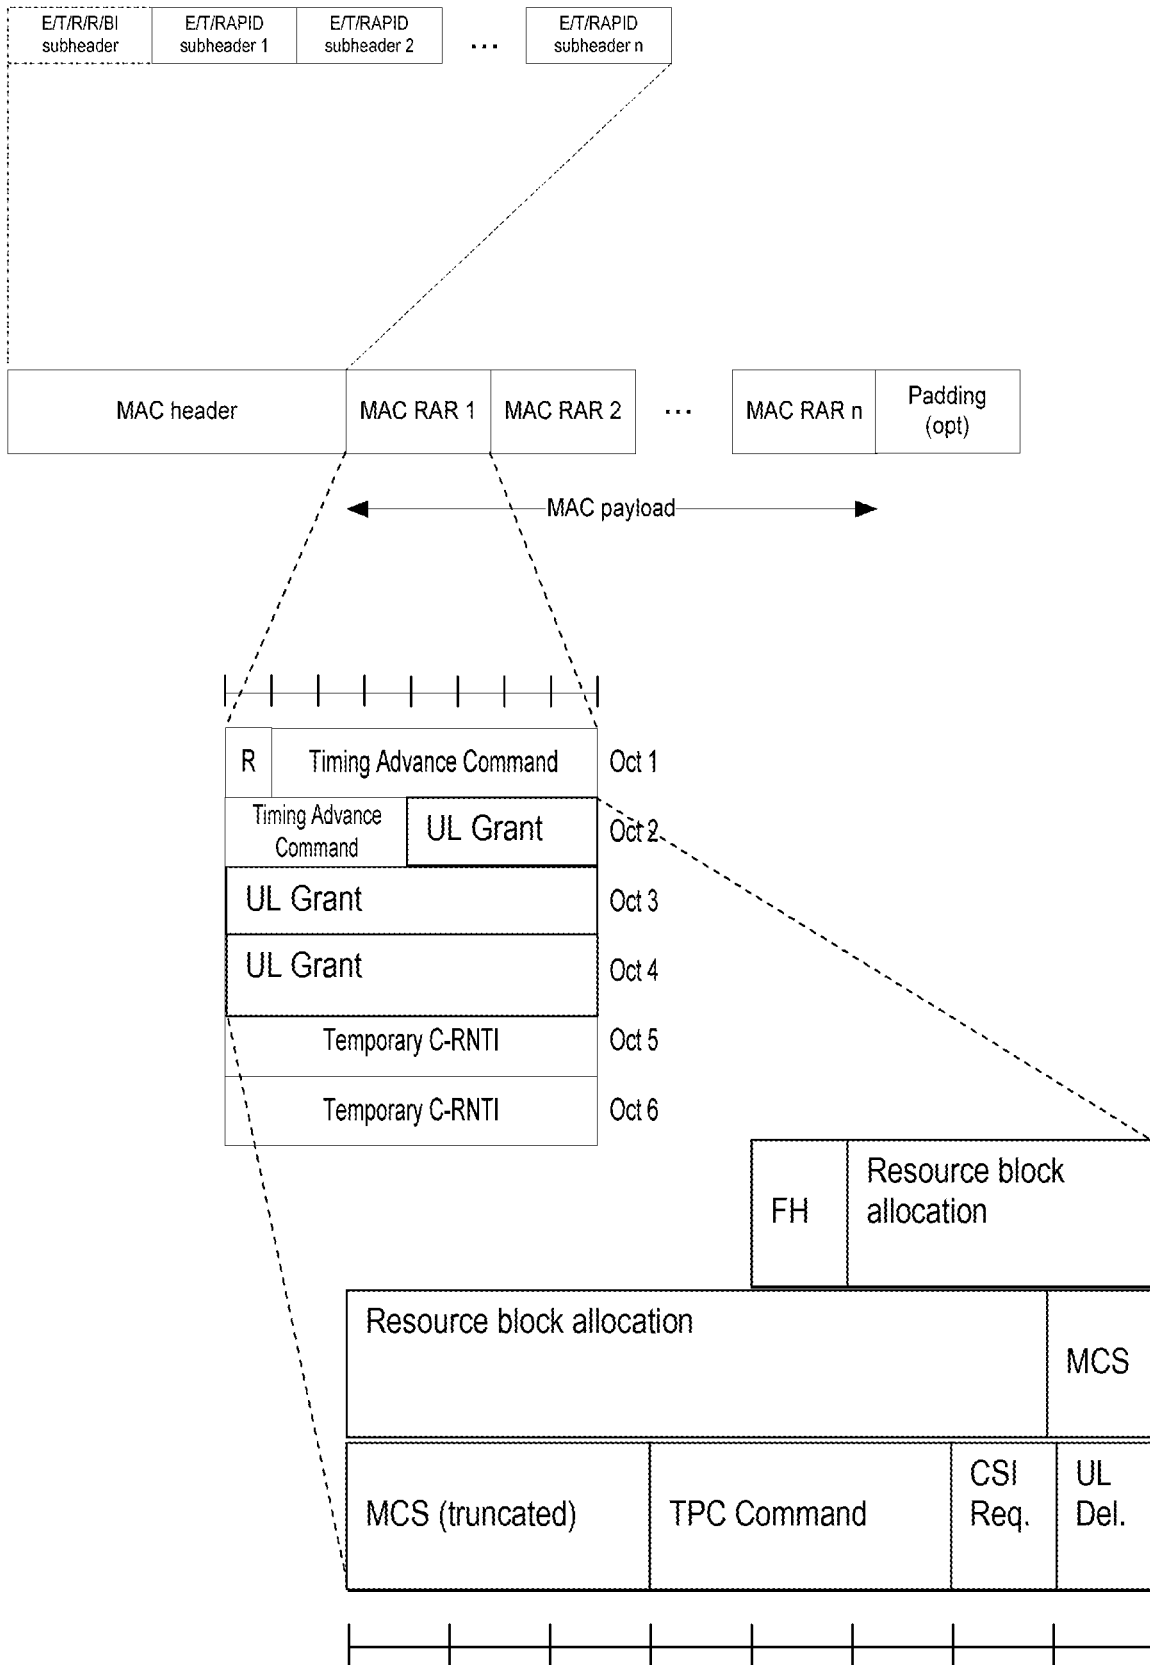 E/T/R/R/BI
subheader
E/T/RAPID
subheader 1
E/T/RAPID
subheader 2
...
E/T/RAPID
subheader n
MAC header
MAC RAR 1
MAC RAR 2
...
MAC RAR n
Padding
(opt)
MAC payload
R
Timing Advance Command
Oct 1
Timing Advance
Command
UL Grant
Oct 2
UL Grant
Oct 3
UL Grant
Oct 4
Temporary C-RNTI
Oct 5
Temporary C-RNTI
Oct 6
FH
Resource block
allocation
Resource block allocation
MCS
MCS (truncated)
TPC Command
CSI
Req.
UL
Del.